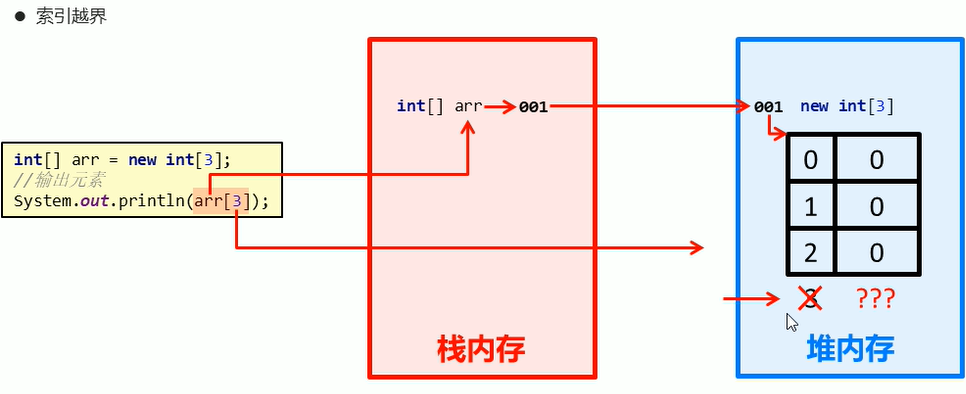 ● 索引越界
int[] arr = new int[3];
//输出元素
System.out.println(arr[3]);
int[] arr 001
栈内存
001 new int[3]
0 0
1 0
2 0
3 ???
堆内存